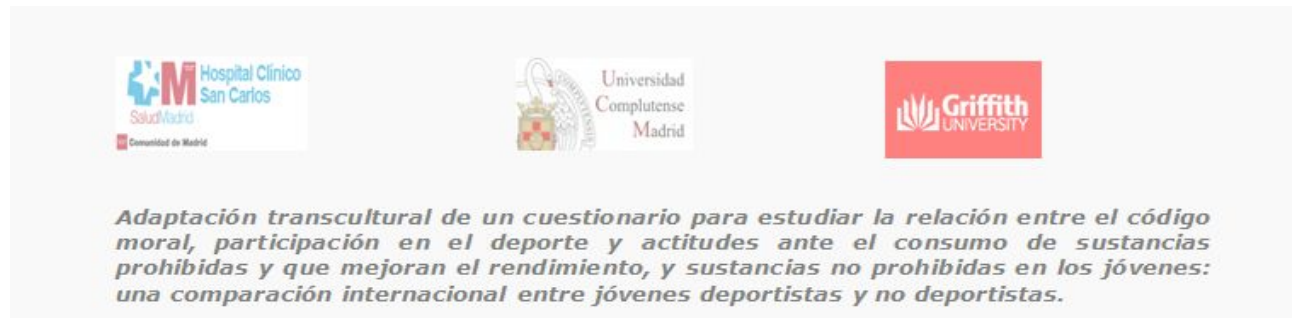 Hospital Clínico
San Carlos
SaludMadrid
Comunidad de Madrid
Universidad
Complutense
Madrid
Griffith
UNIVERSITY
Adaptación transcultural de un cuestionario para estudiar la relación entre el código
moral, participación en el deporte y actitudes ante el consumo de sustancias
prohibidas y que mejoran el rendimiento, y sustancias no prohibidas en los jóvenes:
una comparación internacional entre jóvenes deportistas y no deportistas.